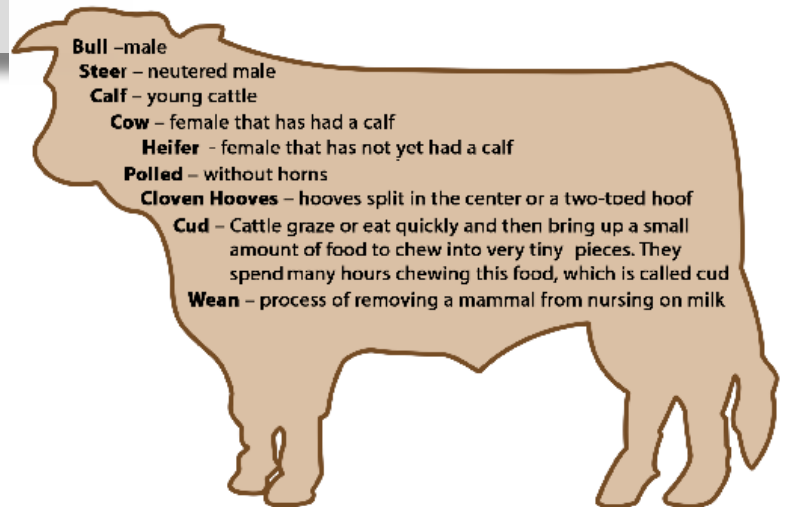 Bull –male
Steer – neutered male
Calf – young cattle
Cow – female that has had a calf
Heifer - female that has not yet had a calf
Polled – without horns
Cloven Hooves – hooves split in the center or a two-toed hoof
Cud – Cattle graze or eat quickly and then bring up a small
amount of food to chew into very tiny pieces. They
spend many hours chewing this food, which is called cud
Wean – process of removing a mammal from nursing on milk